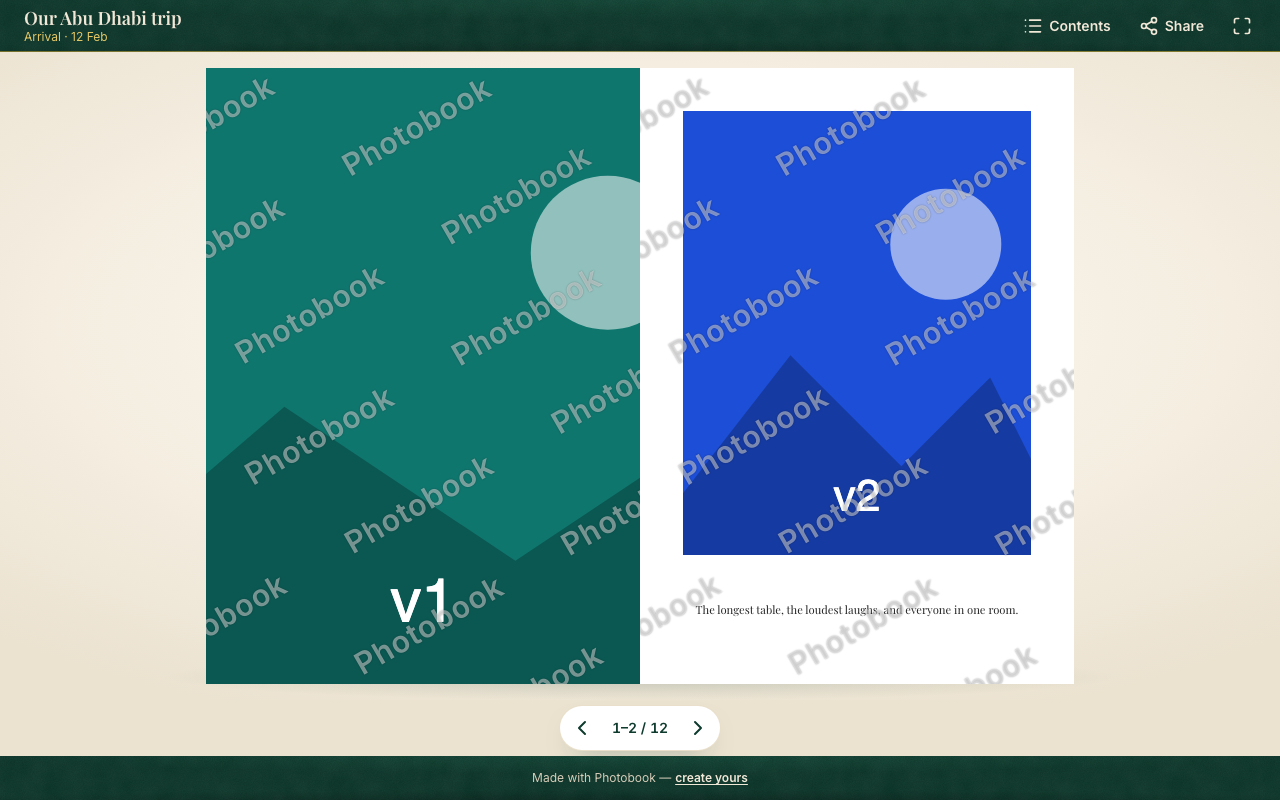 Our Abu Dhabi trip
Arrival · 12 Feb
Contents
Share
Photobook
v1
v2
The longest table, the loudest laughs, and everyone in one room.
1–2 / 12
Made with Photobook — create yours